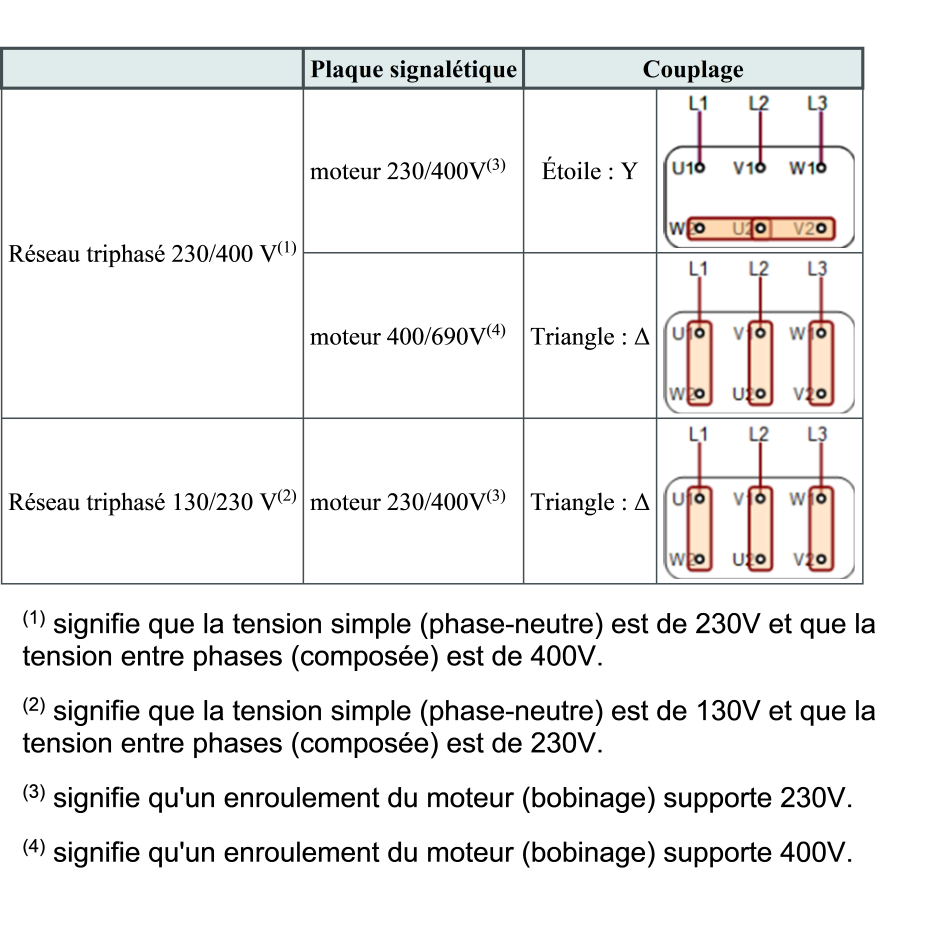 Plaque signalétique Couplage
L1 L2 L3
moteur 230/400V(3) Étoile : Y
U1 V1 W1
W2 U2 V2
Réseau triphasé 230/400 V(1)
L1 L2 L3
moteur 400/690V(4) Triangle : Δ
U1 V1 W1
W2 U2 V2
L1 L2 L3
Réseau triphasé 130/230 V(2) moteur 230/400V(3) Triangle : Δ
U1 V1 W1
W2 U2 V2
(1) signifie que la tension simple (phase-neutre) est de 230V et que la
tension entre phases (composée) est de 400V.
(2) signifie que la tension simple (phase-neutre) est de 130V et que la
tension entre phases (composée) est de 230V.
(3) signifie qu'un enroulement du moteur (bobinage) supporte 230V.
(4) signifie qu'un enroulement du moteur (bobinage) supporte 400V.